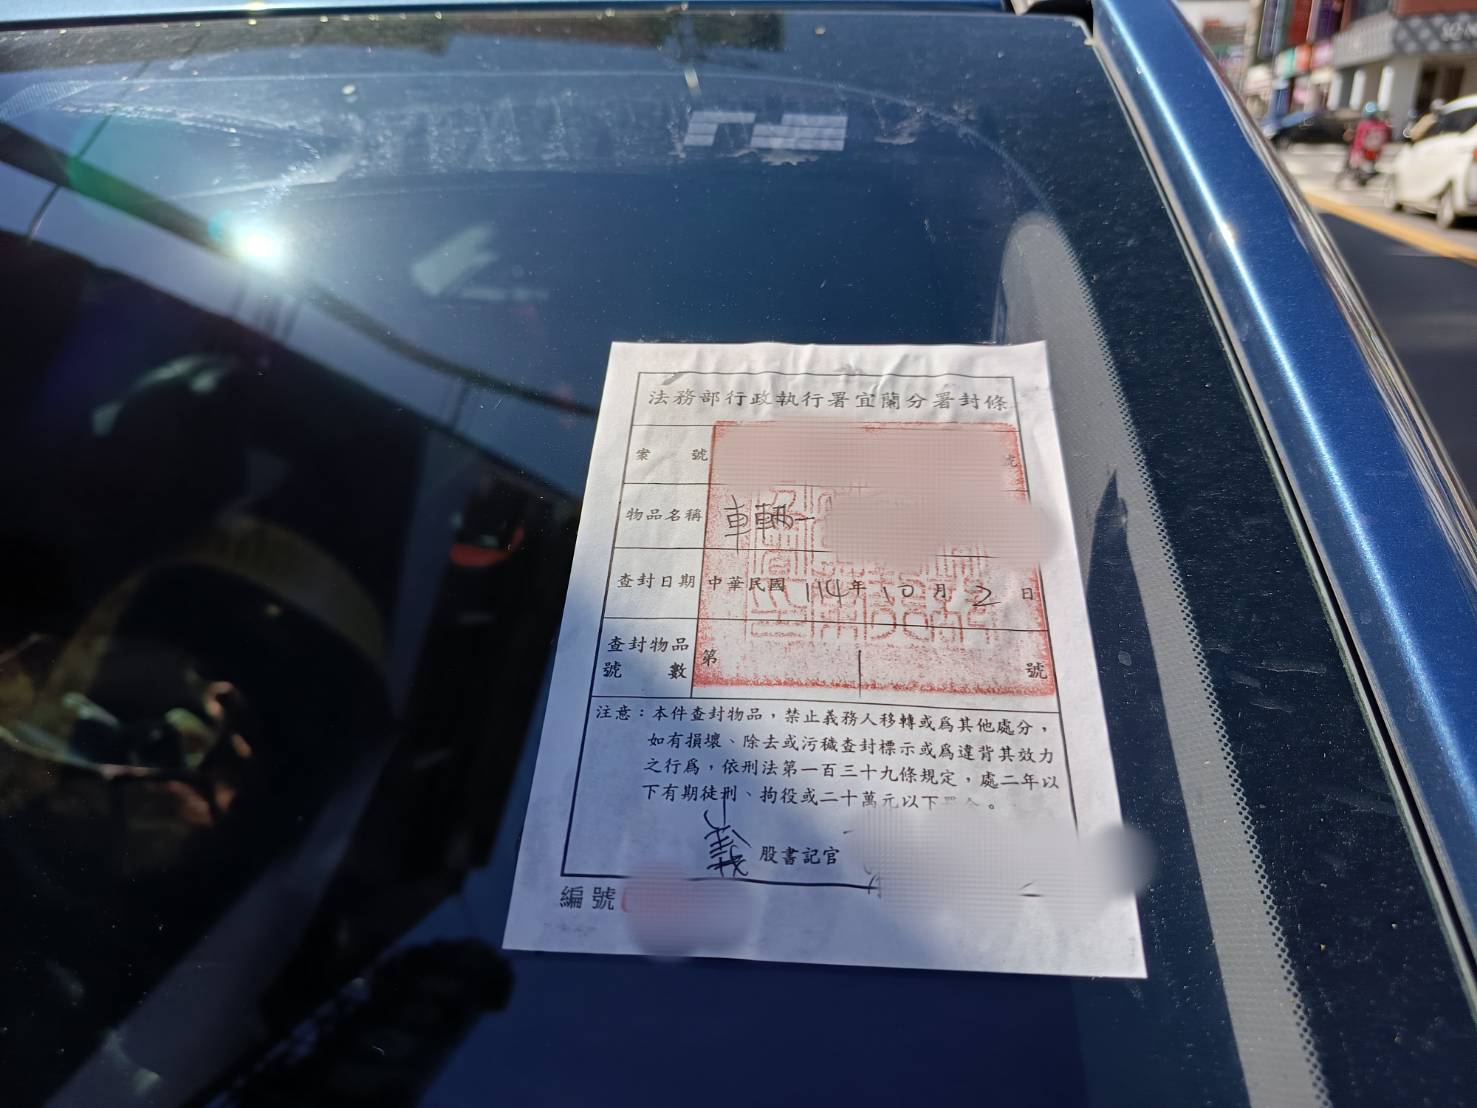 法務部行政執行署宜蘭分署封條
案 號 號
物品名稱 車輛一
查封日期 中華民國 114年 10月 2日
查封物品號數 第 號
注意：本件查封物品，禁止義務人移轉或為其他處分，
如有損壞、除去或污穢查封標示或為違背其效力
之行為，依刑法第一百三十九條規定，處二年以
下有期徒刑、拘役或二十萬元以下
義 股書記官
編號